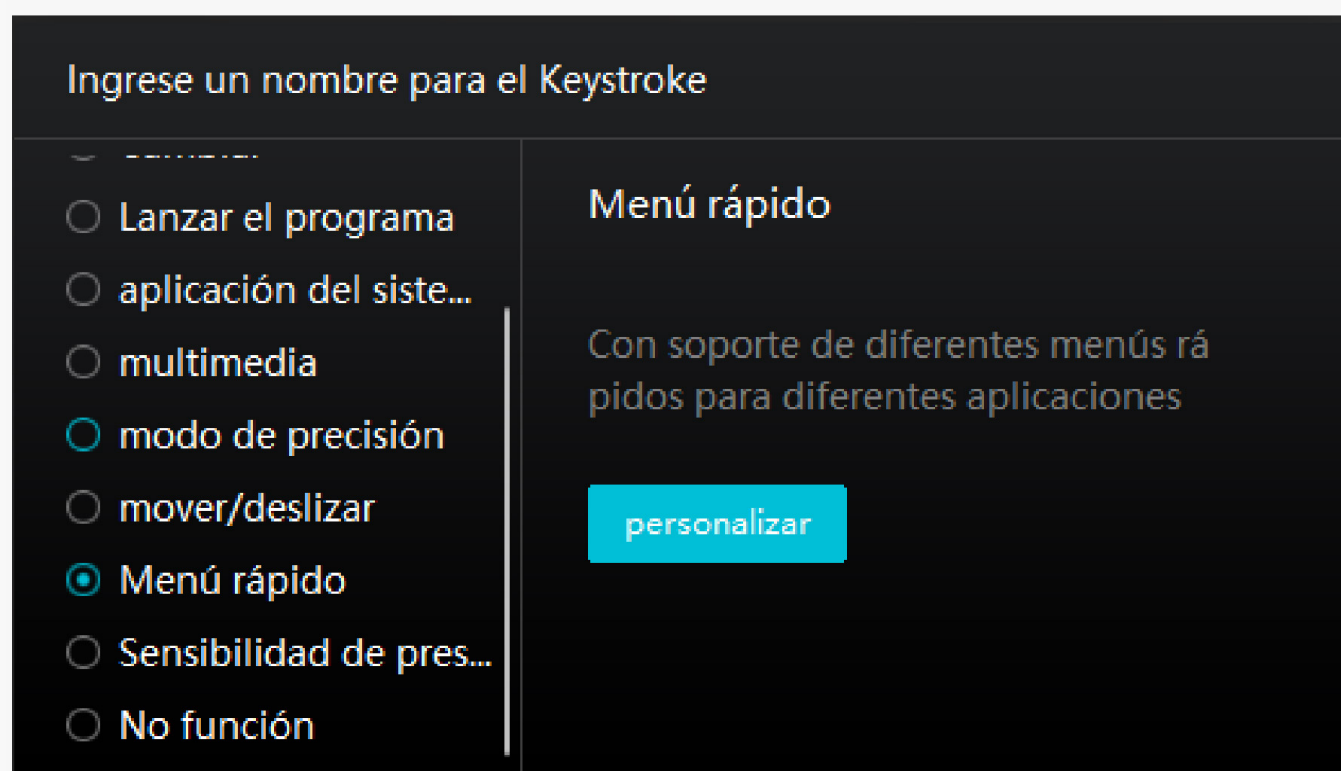 Ingrese un nombre para el Keystroke
Lanzar el programa
aplicación del siste...
multimedia
modo de precisión
mover/deslizar
Menú rápido
Sensibilidad de pres...
No función
Menú rápido
Con soporte de diferentes menús rá
pidos para diferentes aplicaciones
personalizar